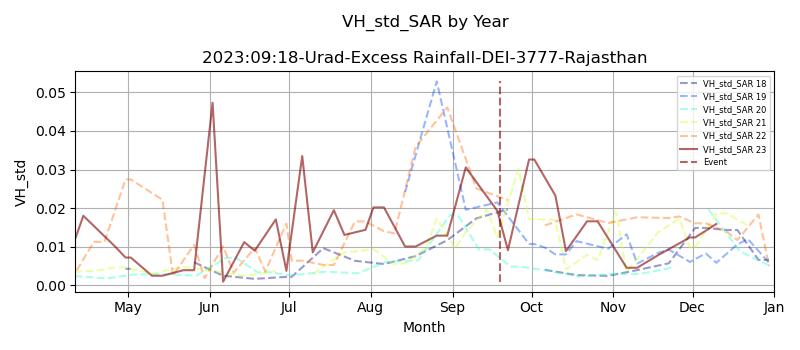 VH_std_SAR by Year
2023:09:18-Urad-Excess Rainfall-DEI-3777-Rajasthan
VH_std
0.05
0.04
0.03
0.02
0.01
0.00
VH_std_SAR 18
VH_std_SAR 19
VH_std_SAR 20
VH_std_SAR 21
VH_std_SAR 22
VH_std_SAR 23
Event
May Jun Jul Aug Sep Oct Nov Dec Jan
Month